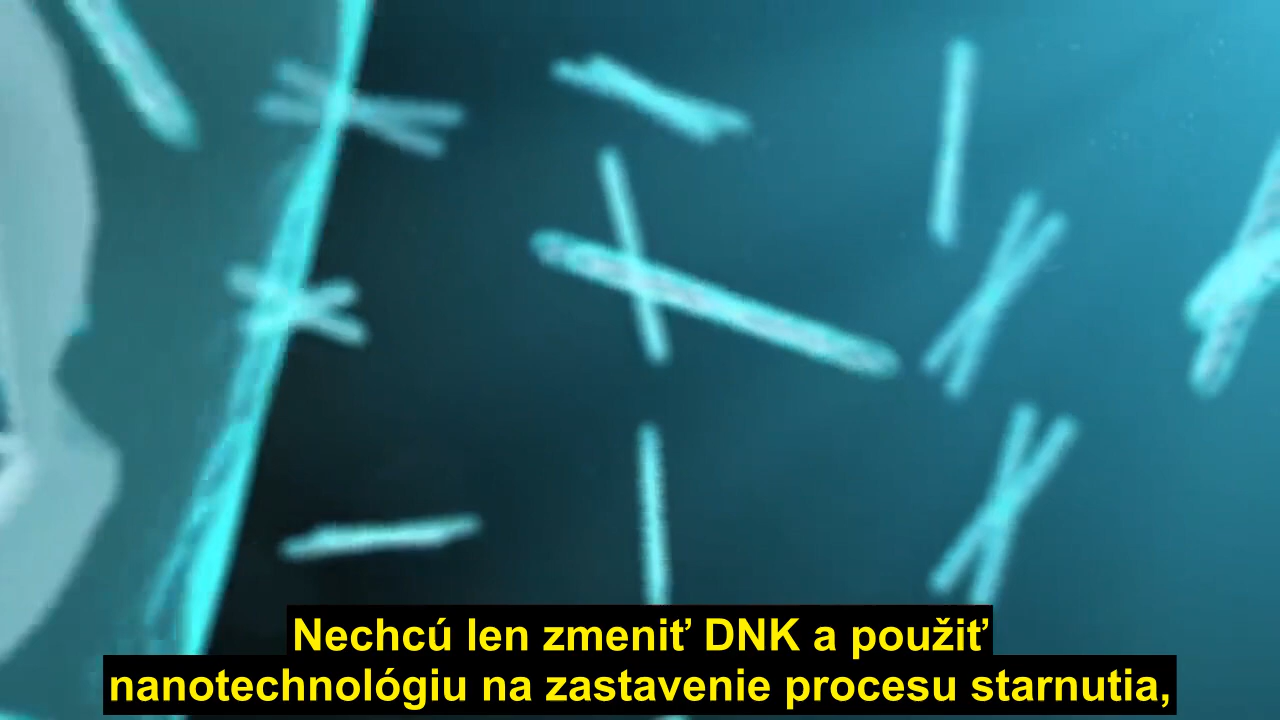 Nechcú len zmeniť DNK a použiť
nanotechnológiu na zastavenie procesu starnutia,